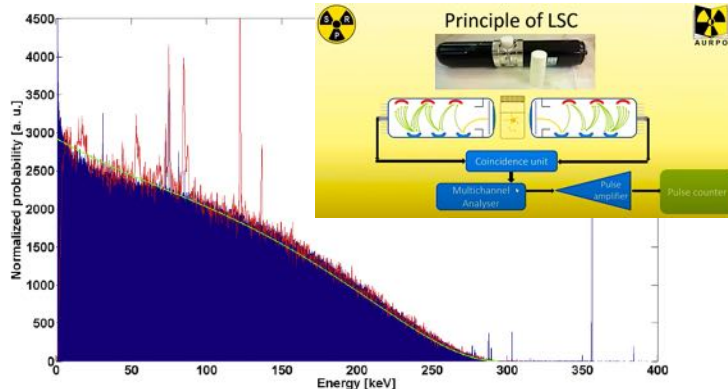 4500
4000
3500
3000
2500
2000
1500
1000
500
0
Normalized probability [a. u.]
0
50
100
150
200
250
300
350
400
Energy [keV]
S
R
P
Principle of LSC
AURPO
Coincidence unit
Multichannel
Analyser
Pulse
amplifier
Pulse counter